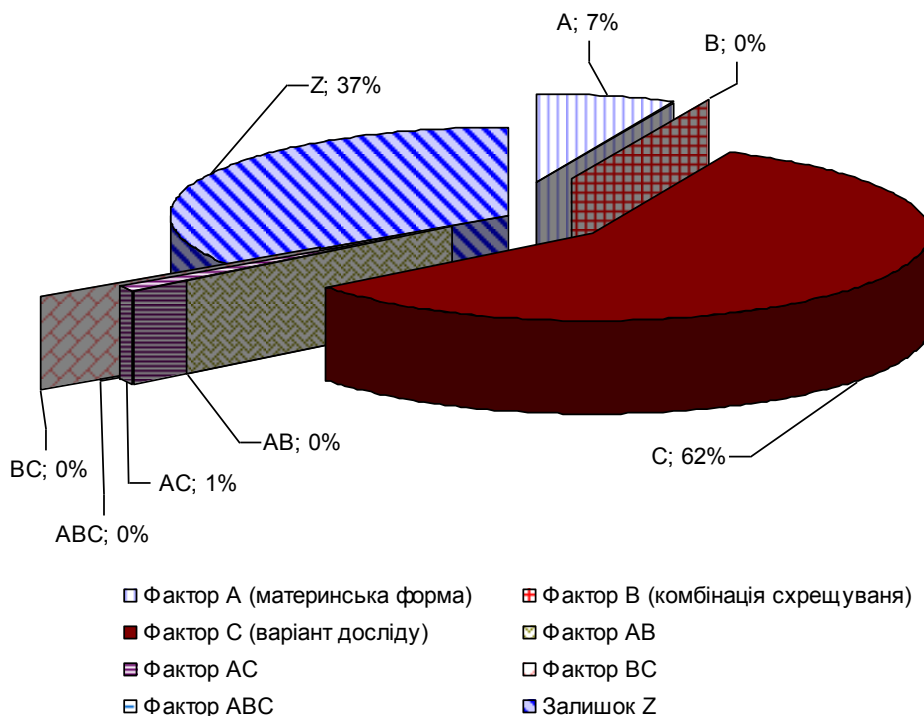 A; 7%
B; 0%
Z; 37%
AB; 0%
C; 62%
BC; 0%
AC; 1%
ABC; 0%
Фактор А (материнська форма)
Фактор В (комбінація схрещуваня)
Фактор С (варіант досліду)
Фактор АВ
Фактор АС
Фактор ВС
Фактор АВС
Залишок Z